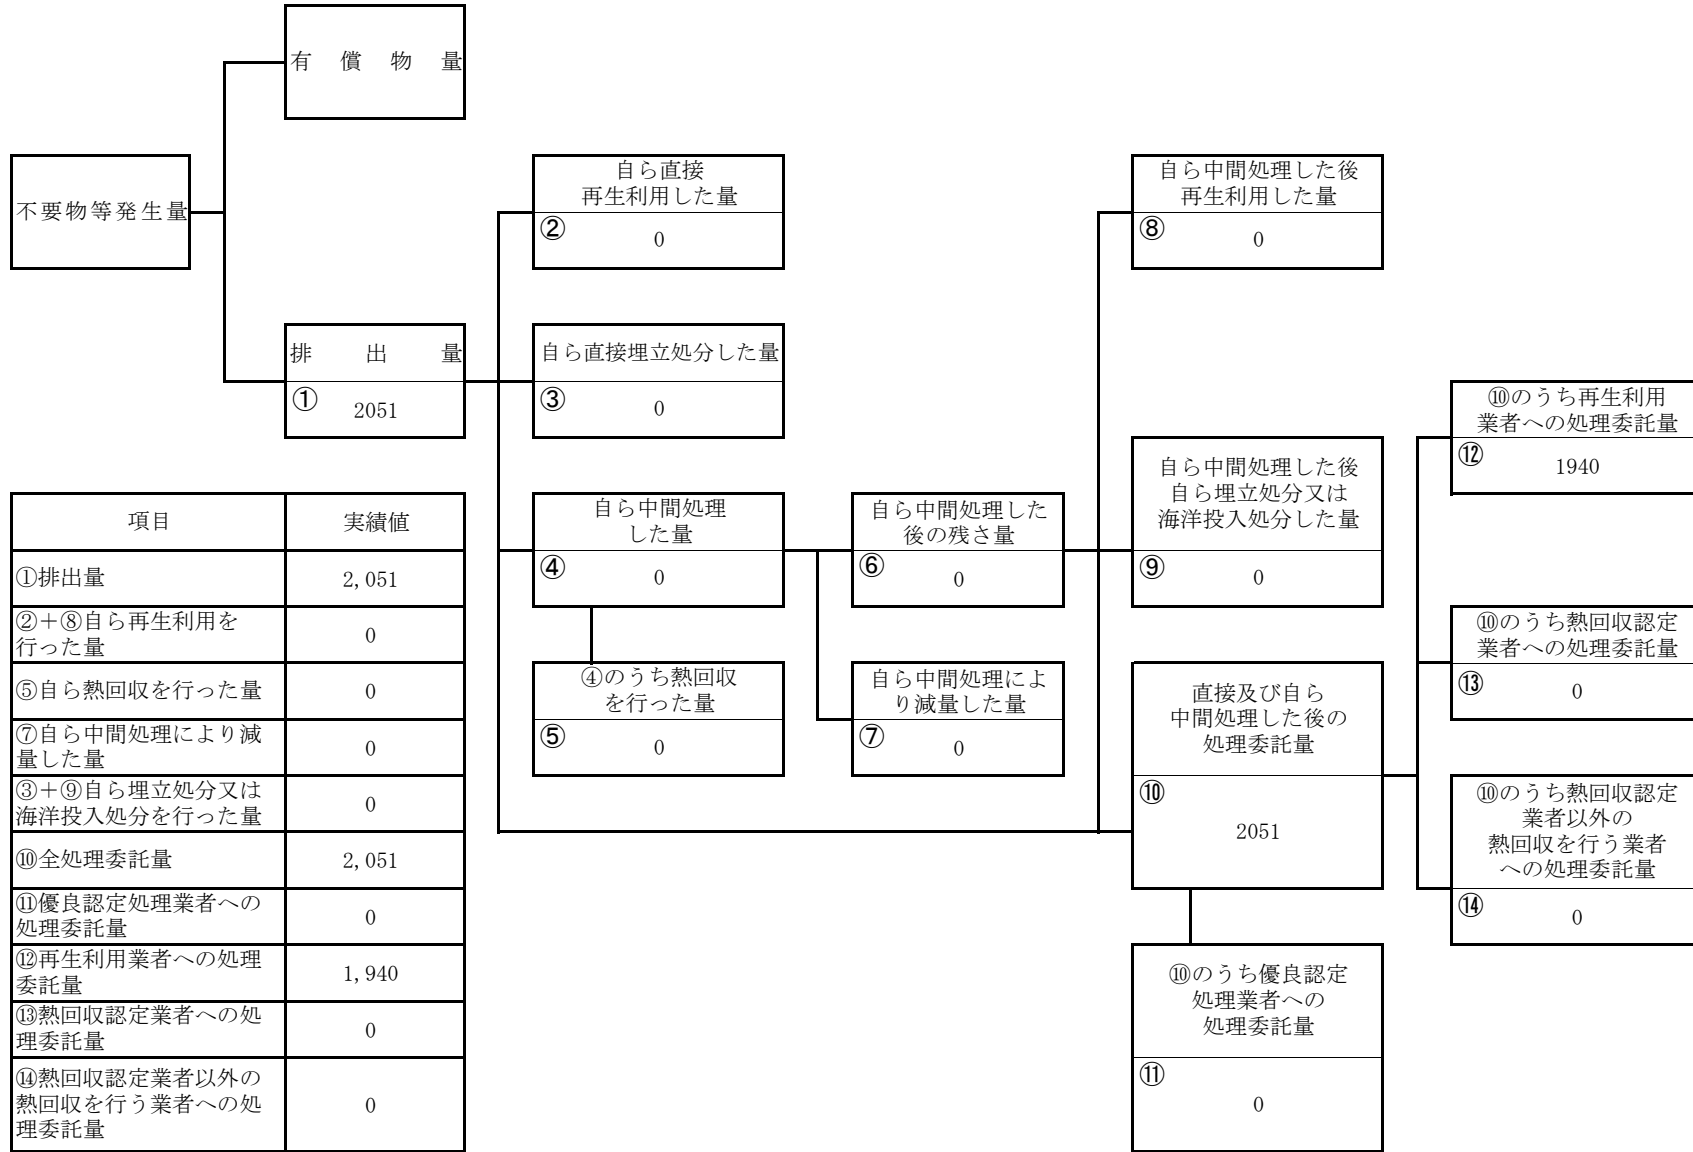 有償物量
不要物等発生量
自ら直接
再生利用した量
②
0
自ら中間処理した後
再生利用した量
⑧
0
排出量
①
2051
自ら直接埋立処分した量
③
0
⑩のうち再生利用
業者への処理委託量
⑫
1940
自ら中間処理
した量
④
0
自ら中間処理した
後の残さ量
⑥
0
自ら中間処理した後
自ら埋立処分又は
海洋投入処分した量
⑨
0
⑩のうち熱回収認定
業者への処理委託量
⑬
0
④のうち熱回収
を行った量
⑤
0
自ら中間処理によ
り減量した量
⑦
0
直接及び自ら
中間処理した後の
処理委託量
⑩
2051
⑩のうち熱回収認定
業者以外の
熱回収を行う業者
への処理委託量
⑭
0
⑩のうち優良認定
処理業者への
処理委託量
⑪
0
項目 実績値
①排出量 2,051
②＋⑧自ら再生利用を
行った量 0
⑤自ら熱回収を行った量 0
⑦自ら中間処理により減
量した量 0
③＋⑨自ら埋立処分又は
海洋投入処分を行った量 0
⑩全処理委託量 2,051
⑪優良認定処理業者への
処理委託量 0
⑫再生利用業者への処理
委託量 1,940
⑬熱回収認定業者への処
理委託量 0
⑭熱回収認定業者以外の
熱回収を行う業者への処
理委託量 0